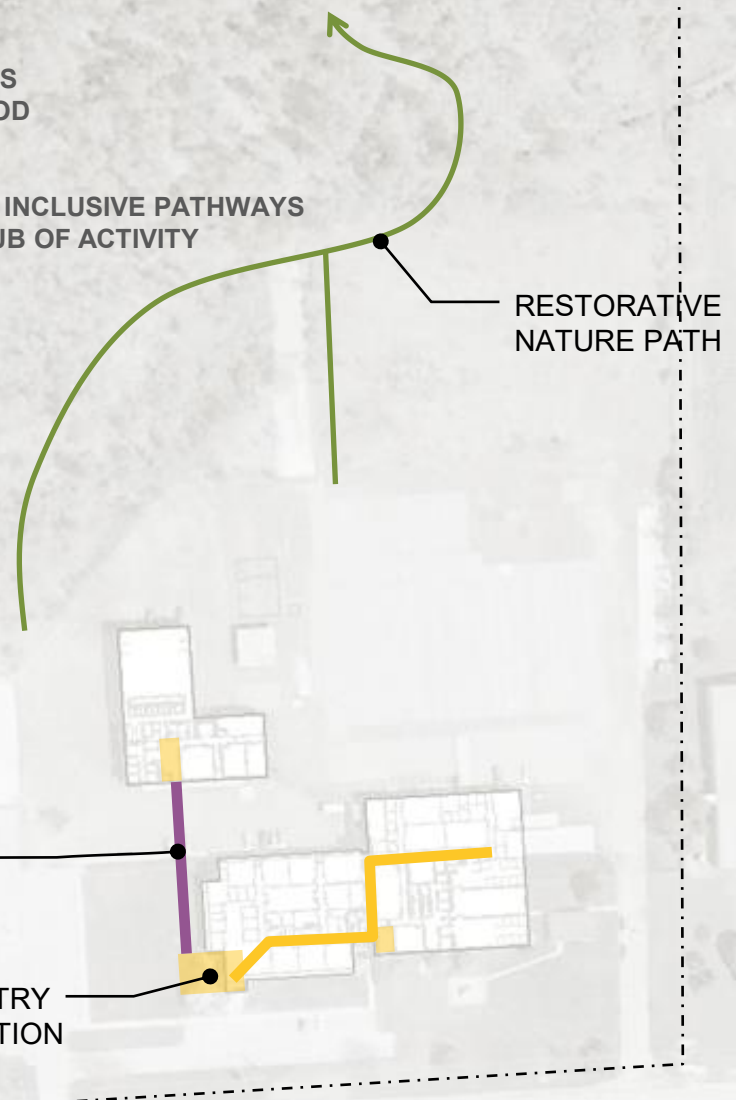 S
OD
INCLUSIVE PATHWAYS
UB OF ACTIVITY
RESTORATIVE
NATURE PATH
TRY
TION